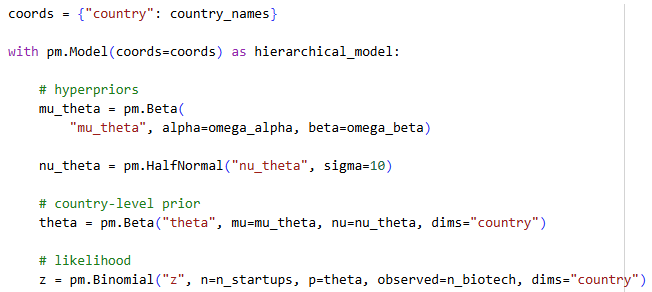 coords = {"country": country_names}
with pm.Model(coords=coords) as hierarchical_model:
# hyperpriors
mu_theta = pm.Beta(
"mu_theta", alpha=omega_alpha, beta=omega_beta)
nu_theta = pm.HalfNormal("nu_theta", sigma=10)
# country-level prior
theta = pm.Beta("theta", mu=mu_theta, nu=nu_theta, dims="country")
# likelihood
z = pm.Binomial("z", n=n_startups, p=theta, observed=n_biotech, dims="country")